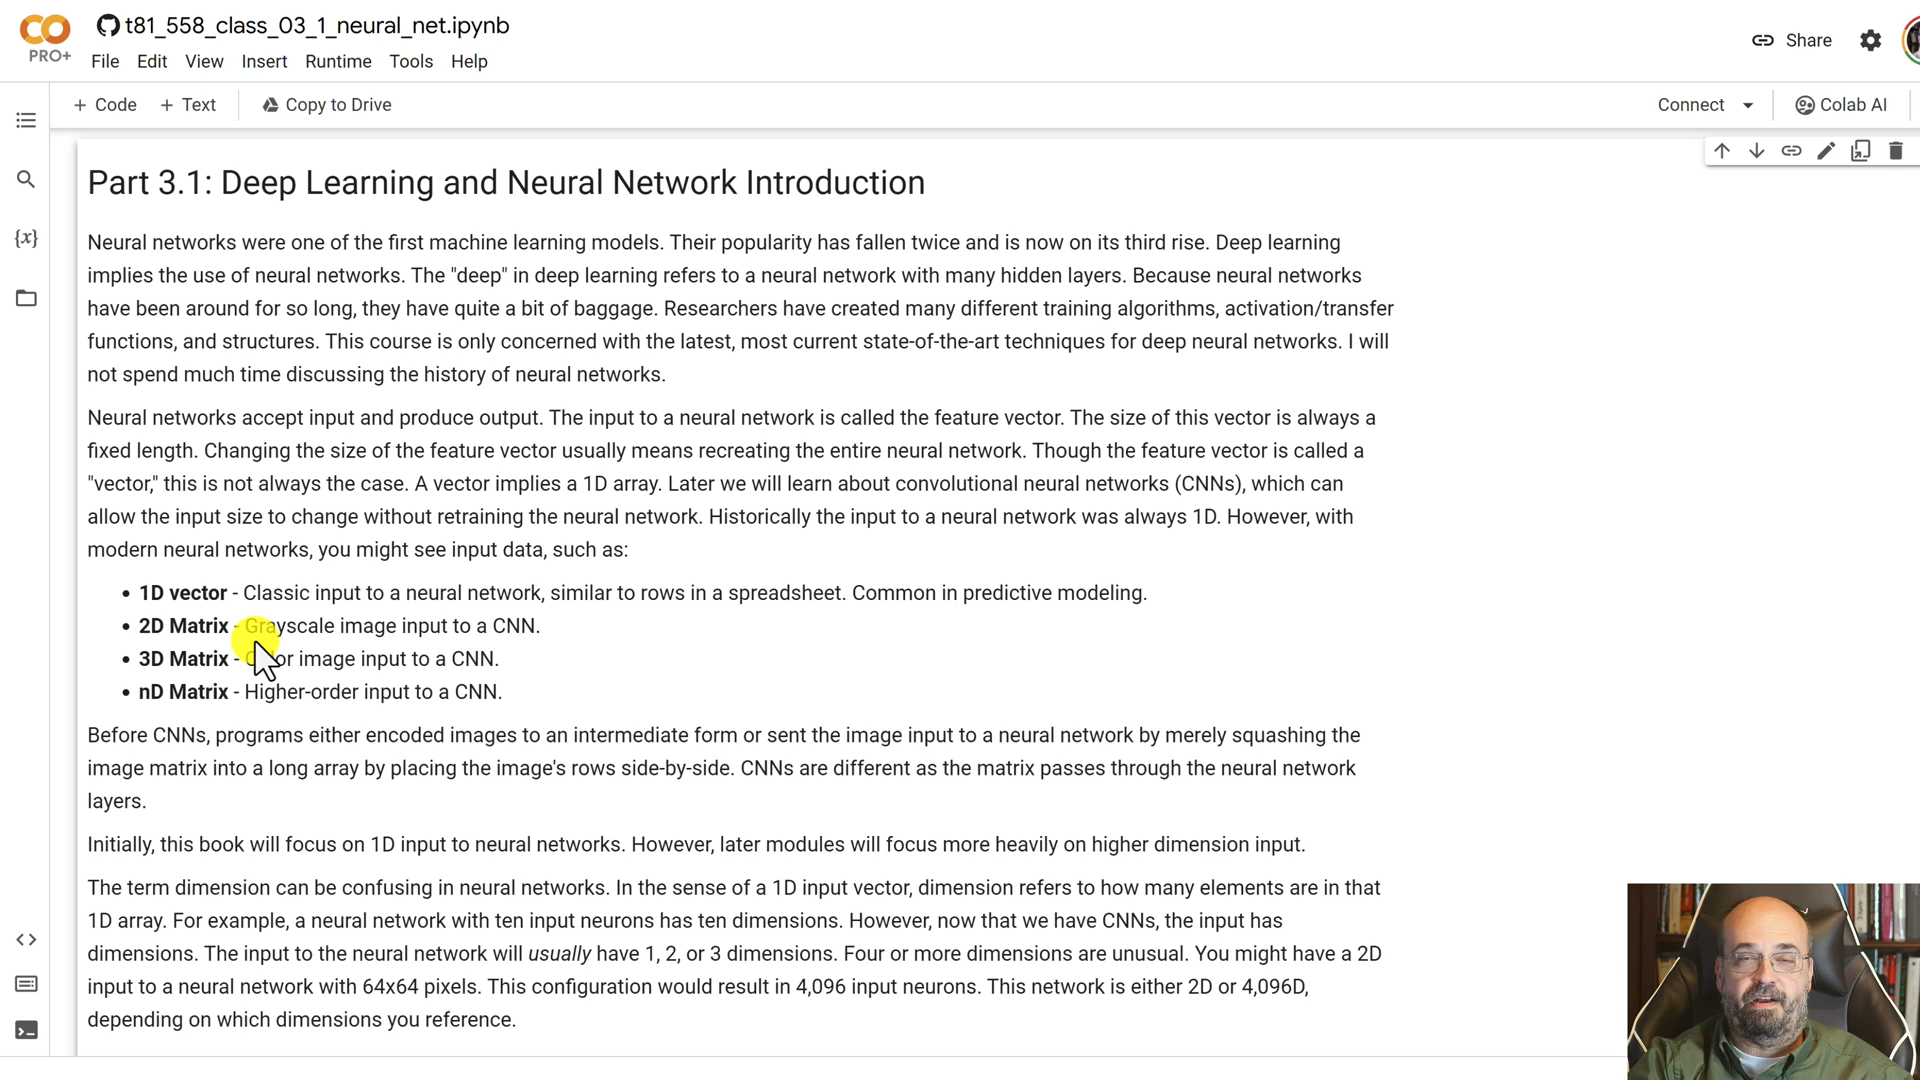 t81_558_class_03_1_neural_net.ipynb
PRO+
File Edit View Insert Runtime Tools Help
Share
+ Code + Text Copy to Drive
Connect Colab AI
Part 3.1: Deep Learning and Neural Network Introduction
Neural networks were one of the first machine learning models. Their popularity has fallen twice and is now on its third rise. Deep learning
implies the use of neural networks. The "deep" in deep learning refers to a neural network with many hidden layers. Because neural networks
have been around for so long, they have quite a bit of baggage. Researchers have created many different training algorithms, activation/transfer
functions, and structures. This course is only concerned with the latest, most current state-of-the-art techniques for deep neural networks. I will
not spend much time discussing the history of neural networks.
Neural networks accept input and produce output. The input to a neural network is called the feature vector. The size of this vector is always a
fixed length. Changing the size of the feature vector usually means recreating the entire neural network. Though the feature vector is called a
"vector," this is not always the case. A vector implies a 1D array. Later we will learn about convolutional neural networks (CNNs), which can
allow the input size to change without retraining the neural network. Historically the input to a neural network was always 1D. However, with
modern neural networks, you might see input data, such as:
• 1D vector - Classic input to a neural network, similar to rows in a spreadsheet. Common in predictive modeling.
• 2D Matrix - Grayscale image input to a CNN.
• 3D Matrix - Color image input to a CNN.
• nD Matrix - Higher-order input to a CNN.
Before CNNs, programs either encoded images to an intermediate form or sent the image input to a neural network by merely squashing the
image matrix into a long array by placing the image's rows side-by-side. CNNs are different as the matrix passes through the neural network
layers.
Initially, this book will focus on 1D input to neural networks. However, later modules will focus more heavily on higher dimension input.
The term dimension can be confusing in neural networks. In the sense of a 1D input vector, dimension refers to how many elements are in that
1D array. For example, a neural network with ten input neurons has ten dimensions. However, now that we have CNNs, the input has
dimensions. The input to the neural network will usually have 1, 2, or 3 dimensions. Four or more dimensions are unusual. You might have a 2D
input to a neural network with 64x64 pixels. This configuration would result in 4,096 input neurons. This network is either 2D or 4,096D,
depending on which dimensions you reference.